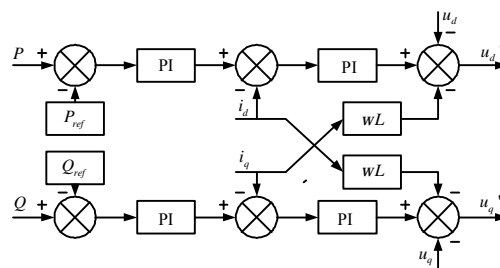 u_d
P + − PI + − PI + − − u_d'
P_ref
i_d
wL
Q_ref
i_q
wL
Q + − PI + − PI + − − u_q'
u_q